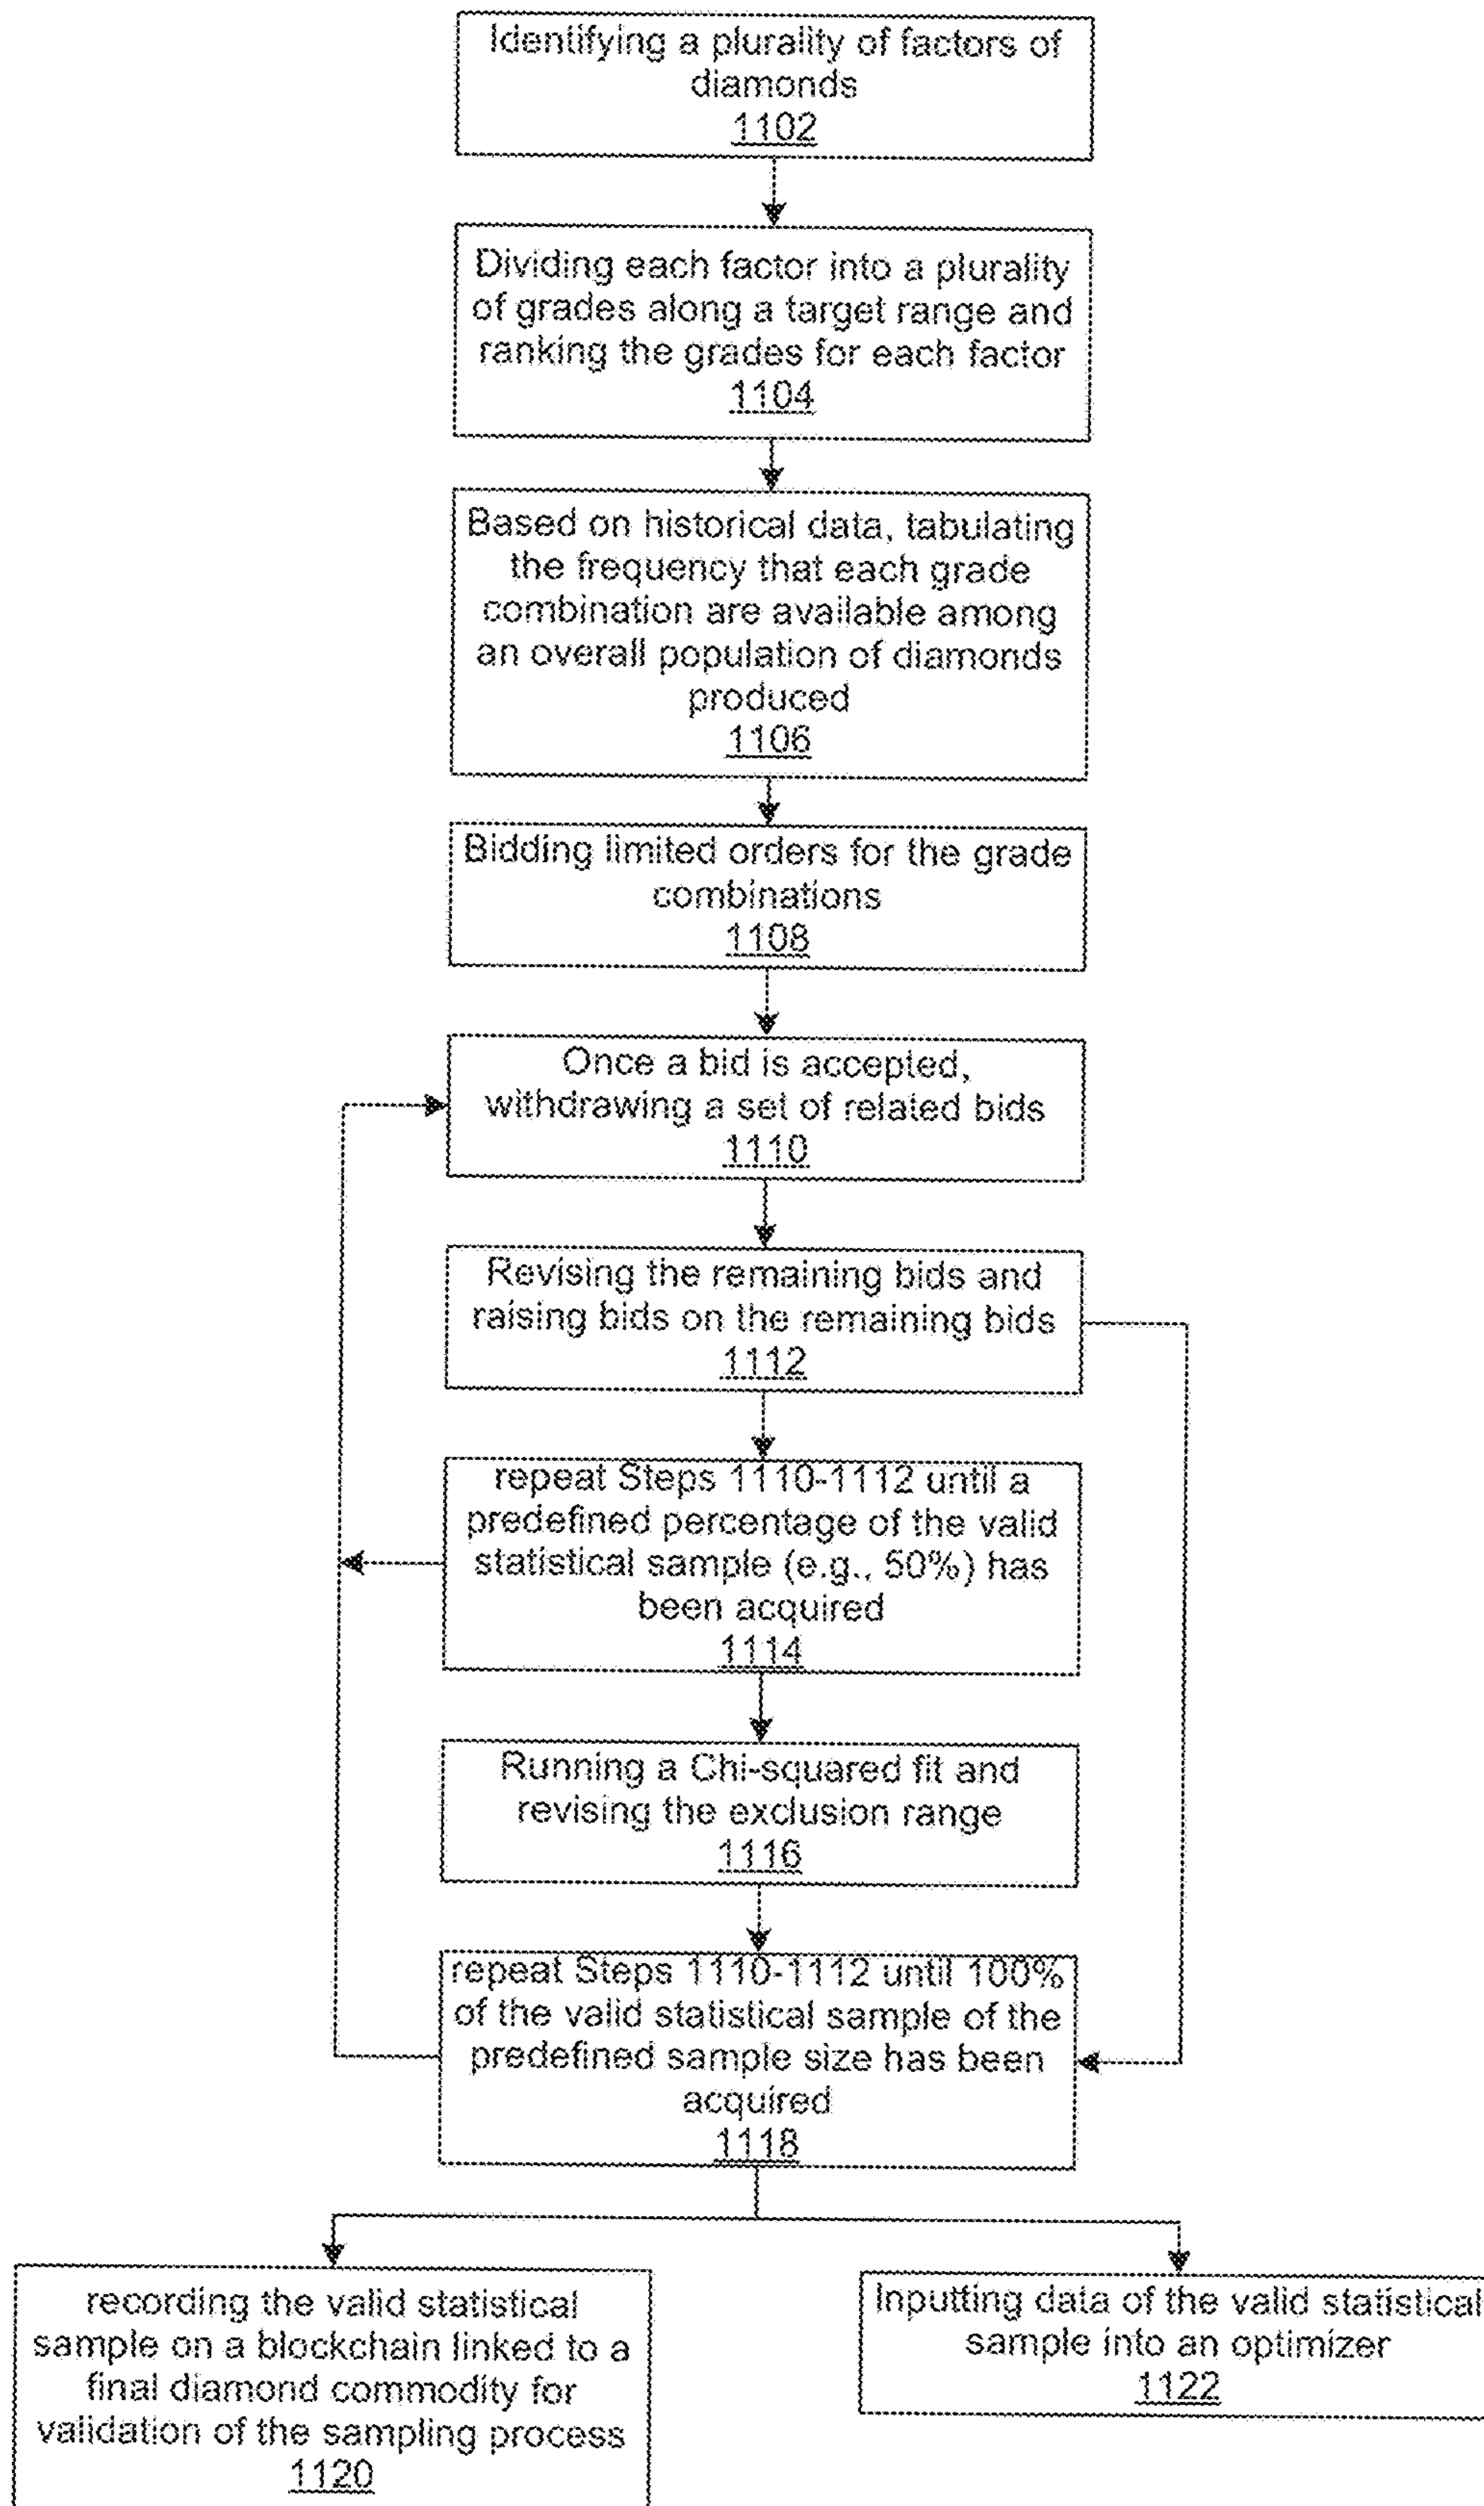 Identifying a plurality of factors of
diamonds
1102
Dividing each factor into a plurality
of grades along a target range and
ranking the grades for each factor
1104
Based on historical data, tabulating
the frequency that each grade
combination are available among
an overall population of diamonds
produced
1106
Bidding limited orders for the grade
combinations
1108
Once a bid is accepted,
withdrawing a set of related bids
1110
Revising the remaining bids and
raising bids on the remaining bids
1112
repeat Steps 1110-1112 until a
predefined percentage of the valid
statistical sample (e.g., 50%) has
been acquired
1114
Running a Chi-squared fit and
revising the exclusion range
1116
repeat Steps 1110-1112 until 100%
of the valid statistical sample of the
predefined sample size has been
acquired
1118
recording the valid statistical
sample on a blockchain linked to a
final diamond commodity for
validation of the sampling process
1120
Inputting data of the valid statistical
sample into an optimizer
1122